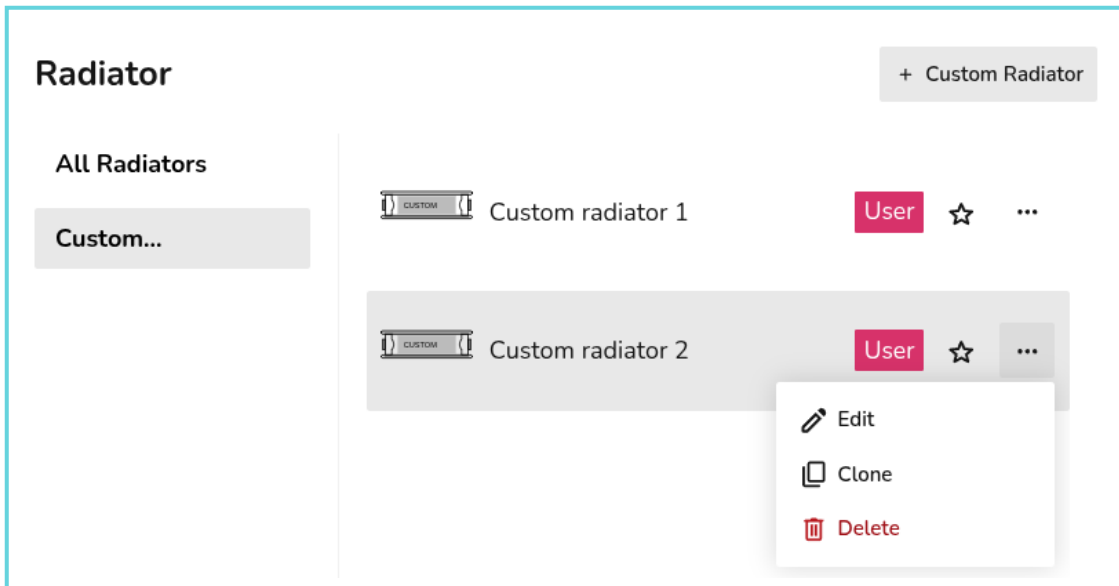 Radiator
+ Custom Radiator
All Radiators
Custom...
CUSTOM Custom radiator 1 User
CUSTOM Custom radiator 2 User
Edit
Clone
Delete